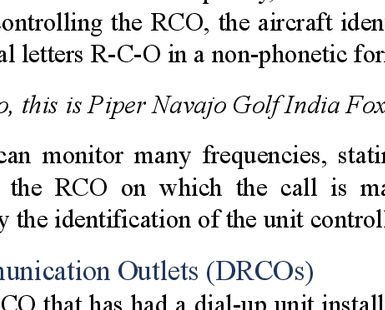 controlling the RCO, the aircraft iden
al letters R-C-O in a non-phonetic for
o, this is Piper Navajo Golf India Fox
can monitor many frequencies, stati
the RCO on which the call is ma
y the identification of the unit controll
unication Outlets (DRCOs)
CO that has had a dial-up unit install